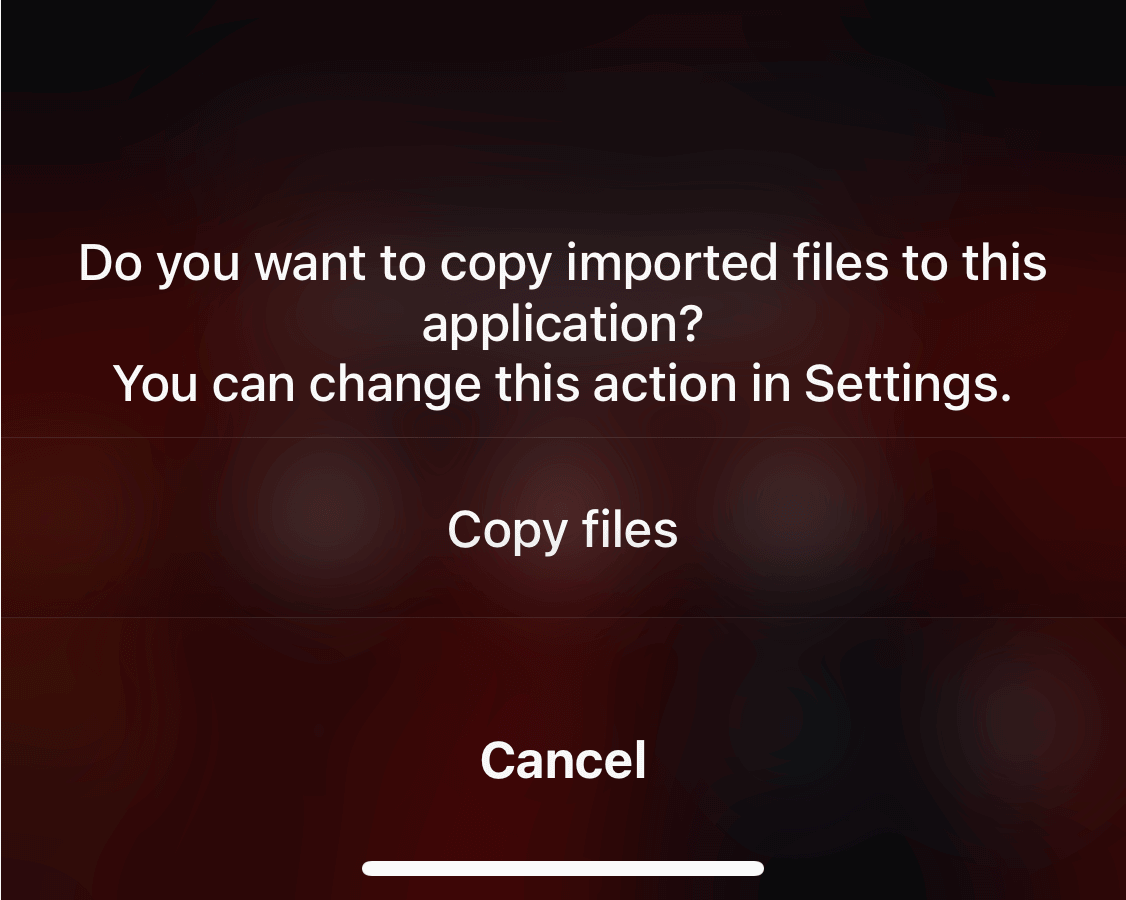 Do you want to copy imported files to this
application?
You can change this action in Settings.
Copy files
Cancel